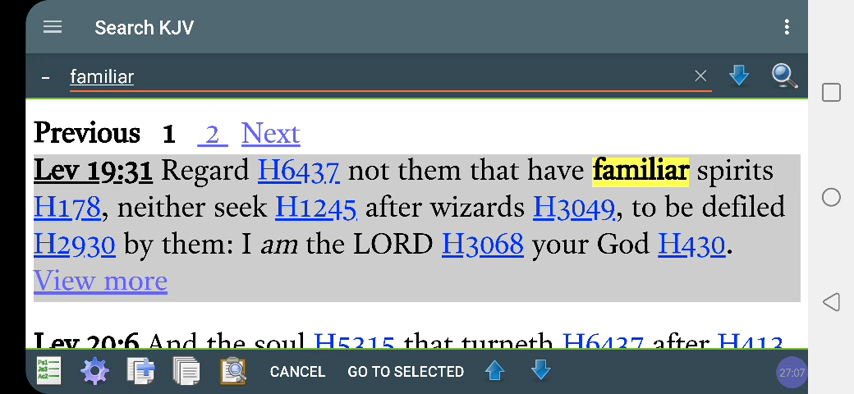 Search KJV
- familiar
Previous 1 2 Next
Lev 19:31 Regard H6437 not them that have familiar spirits
H178, neither seek H1245 after wizards H3049, to be defiled
H2930 by them: I am the LORD H3068 your God H430.
View more
Lev 20:6 And the soul H5315 that turneth H6437 after H413
CANCEL GO TO SELECTED
27:07